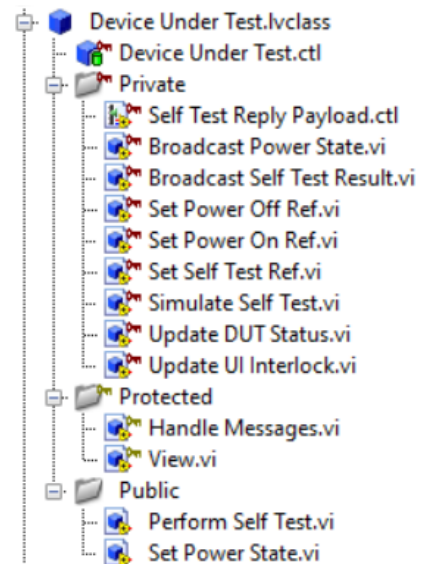 Device Under Test.lvclass
Device Under Test.ctl
Private
Self Test Reply Payload.ctl
Broadcast Power State.vi
Broadcast Self Test Result.vi
Set Power Off Ref.vi
Set Power On Ref.vi
Set Self Test Ref.vi
Simulate Self Test.vi
Update DUT Status.vi
Update UI Interlock.vi
Protected
Handle Messages.vi
View.vi
Public
Perform Self Test.vi
Set Power State.vi